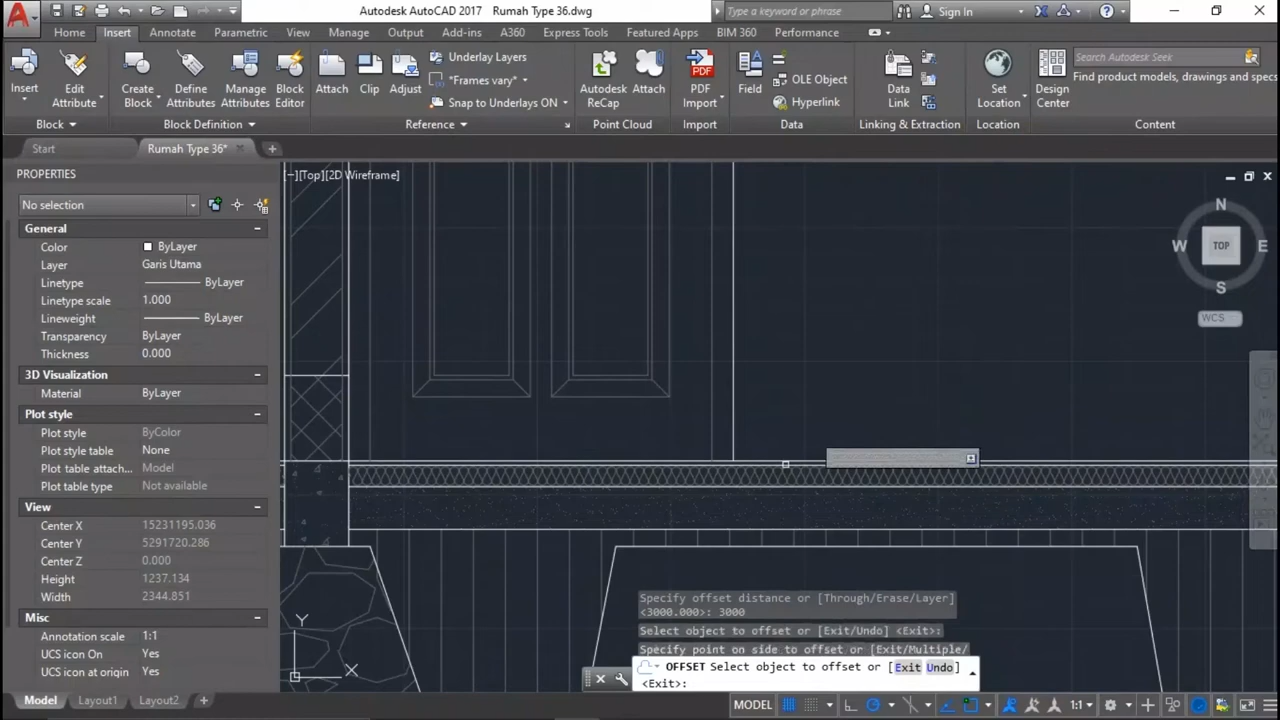 Autodesk AutoCAD 2017 Rumah Type 36.dwg
Type a keyword or phrase
Sign In
Home Insert Annotate Parametric View Manage Output Add-ins A360 Express Tools Featured Apps BIM 360 Performance
Insert
Edit Attribute
Create Block
Define Attributes
Manage Attributes
Block Editor
Attach
Clip
Adjust
Underlay Layers
*Frames vary*
Snap to Underlays ON
Autodesk ReCap
Attach
PDF Import
Field
OLE Object
Hyperlink
Data Link
Set Location
Design Center
Search Autodesk Seek
Find product models, drawings and specs
Block Block Definition Reference Point Cloud Import Data Linking & Extraction Location Content
Start Rumah Type 36*
PROPERTIES
[−][Top][2D Wireframe]
No selection
General
Color ByLayer
Layer Garis Utama
Linetype ByLayer
Linetype scale 1.000
Lineweight ByLayer
Transparency ByLayer
Thickness 0.000
3D Visualization
Material ByLayer
Plot style
Plot style ByColor
Plot style table None
Plot table attach... Model
Plot table type Not available
View
Center X 15231195.036
Center Y 5291720.286
Center Z 0.000
Height 1237.134
Width 2344.851
Misc
Annotation scale 1:1
UCS icon On Yes
UCS icon at origin Yes
N
W TOP E
S
WCS
Y
X
Specify offset distance or [Through/Erase/Layer]
<3000.000>: 3000
Select object to offset or [Exit/Undo] <Exit>:
Specify point on side to offset or [Exit/Multiple/
OFFSET Select object to offset or [Exit Undo]
<Exit>:
Model Layout1 Layout2
MODEL 1:1